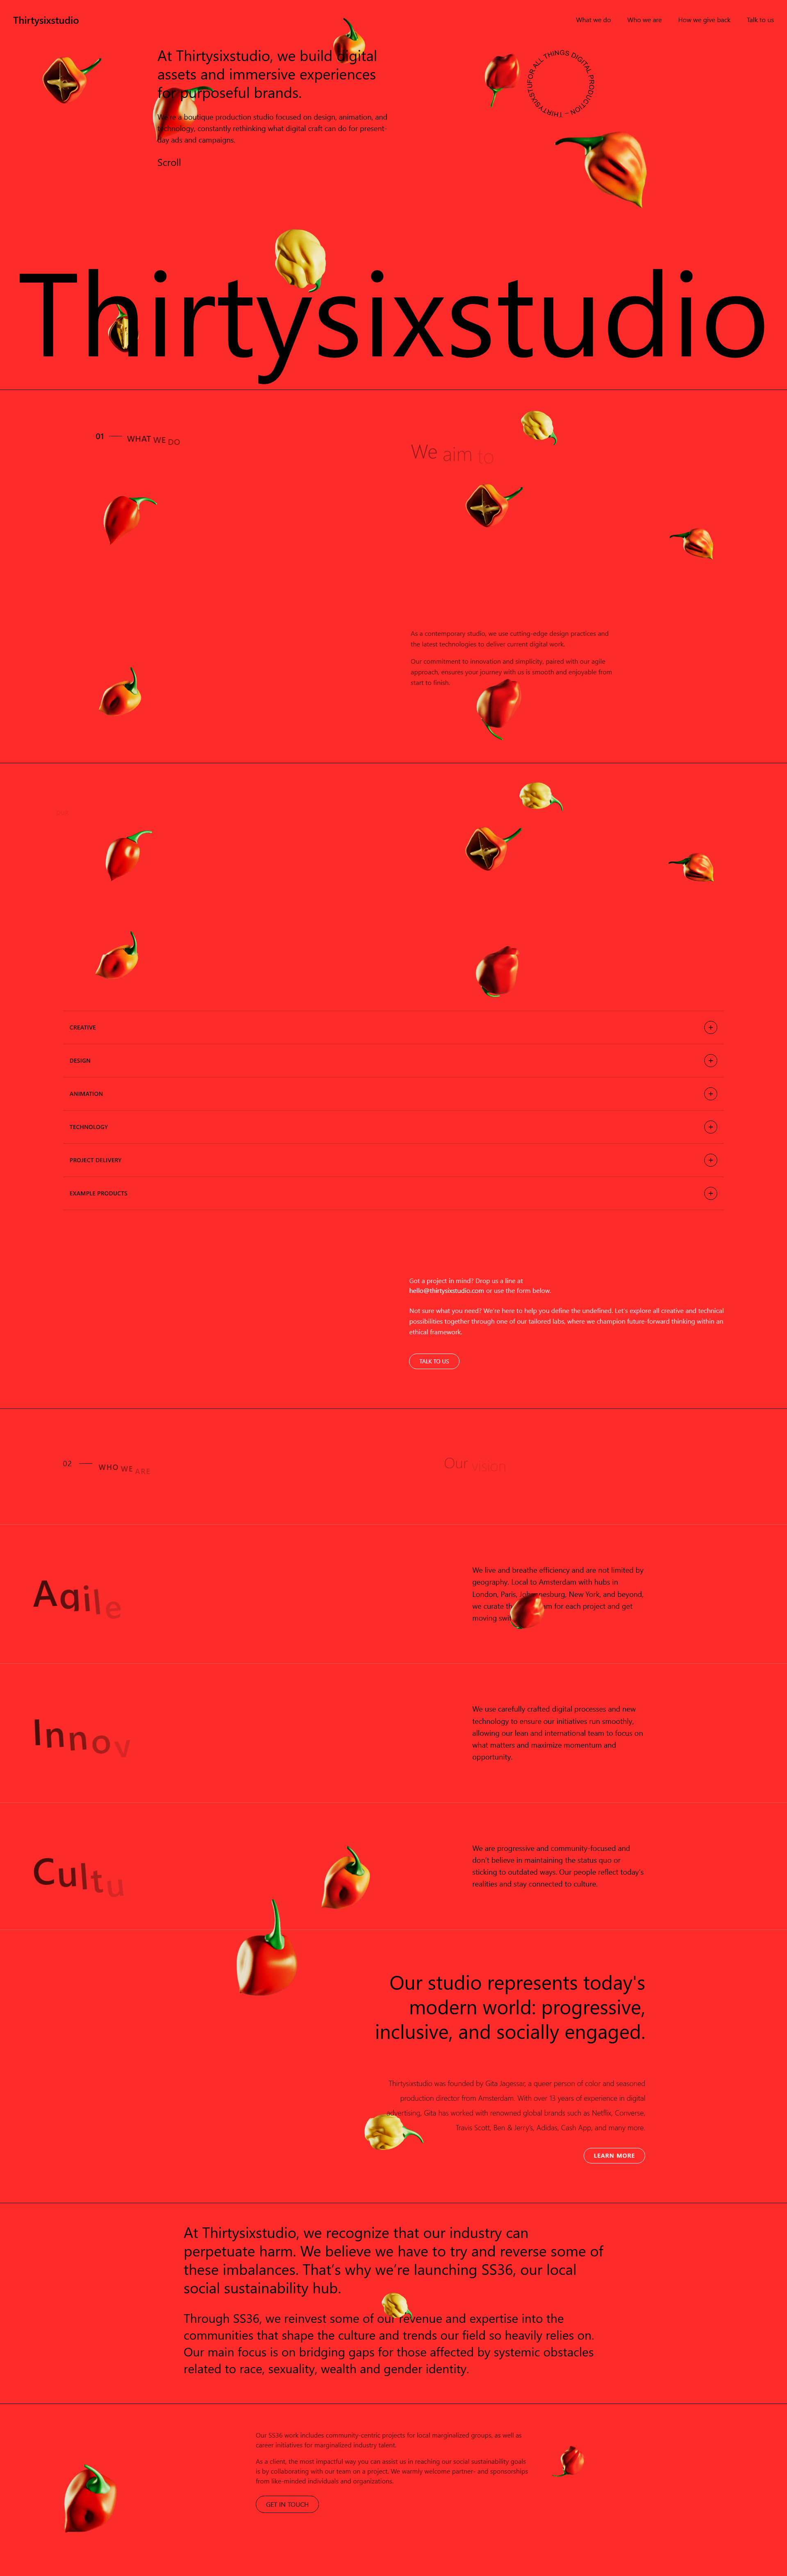 Thirtysixstudio
What we do
Who we are
How we give back
Talk to us
At Thirtysixstudio, we build digital
assets and immersive experiences
for purposeful brands.
We're a boutique production studio focused on design, animation, and
technology, constantly rethinking what digital craft can do for present-
day ads and campaigns.
Scroll
FOR ALL THINGS DIGITAL PRODUCTION – THIRTYSIXSTU
Thirtysixstudio
01 WHAT WE DO
We aim to
As a contemporary studio, we use cutting-edge design practices and
the latest technologies to deliver current digital work.
Our commitment to innovation and simplicity, paired with our agile
approach, ensures your journey with us is smooth and enjoyable from
start to finish.
CREATIVE
DESIGN
ANIMATION
TECHNOLOGY
PROJECT DELIVERY
EXAMPLE PRODUCTS
Got a project in mind? Drop us a line at
hello@thirtysixstudio.com or use the form below.
Not sure what you need? We're here to help you define the undefined. Let's explore all creative and technical
possibilities together through one of our tailored labs, where we champion future-forward thinking within an
ethical framework.
TALK TO US
02 WHO WE ARE
Our vision
Agile
We live and breathe efficiency and are not limited by
geography. Local to Amsterdam with hubs in
London, Paris, Johannesburg, New York, and beyond,
we curate th m for each project and get
moving swi
Innov
We use carefully crafted digital processes and new
technology to ensure our initiatives run smoothly,
allowing our lean and international team to focus on
what matters and maximize momentum and
opportunity.
Cultu
We are progressive and community-focused and
don't believe in maintaining the status quo or
sticking to outdated ways. Our people reflect today's
realities and stay connected to culture.
Our studio represents today's
modern world: progressive,
inclusive, and socially engaged.
Thirtysixstudio was founded by Gita Jagessar, a queer person of color and seasoned
production director from Amsterdam. With over 13 years of experience in digital
advertising, Gita has worked with renowned global brands such as Netflix, Converse,
Travis Scott, Ben & Jerry's, Adidas, Cash App, and many more.
LEARN MORE
At Thirtysixstudio, we recognize that our industry can
perpetuate harm. We believe we have to try and reverse some of
these imbalances. That's why we're launching SS36, our local
social sustainability hub.
Through SS36, we reinvest some of our revenue and expertise into the
communities that shape the culture and trends our field so heavily relies on.
Our main focus is on bridging gaps for those affected by systemic obstacles
related to race, sexuality, wealth and gender identity.
Our SS36 work includes community-centric projects for local marginalized groups, as well as
career initiatives for marginalized industry talent.
As a client, the most impactful way you can assist us in reaching our social sustainability goals
is by collaborating with our team on a project. We warmly welcome partner- and sponsorships
from like-minded individuals and organizations.
GET IN TOUCH